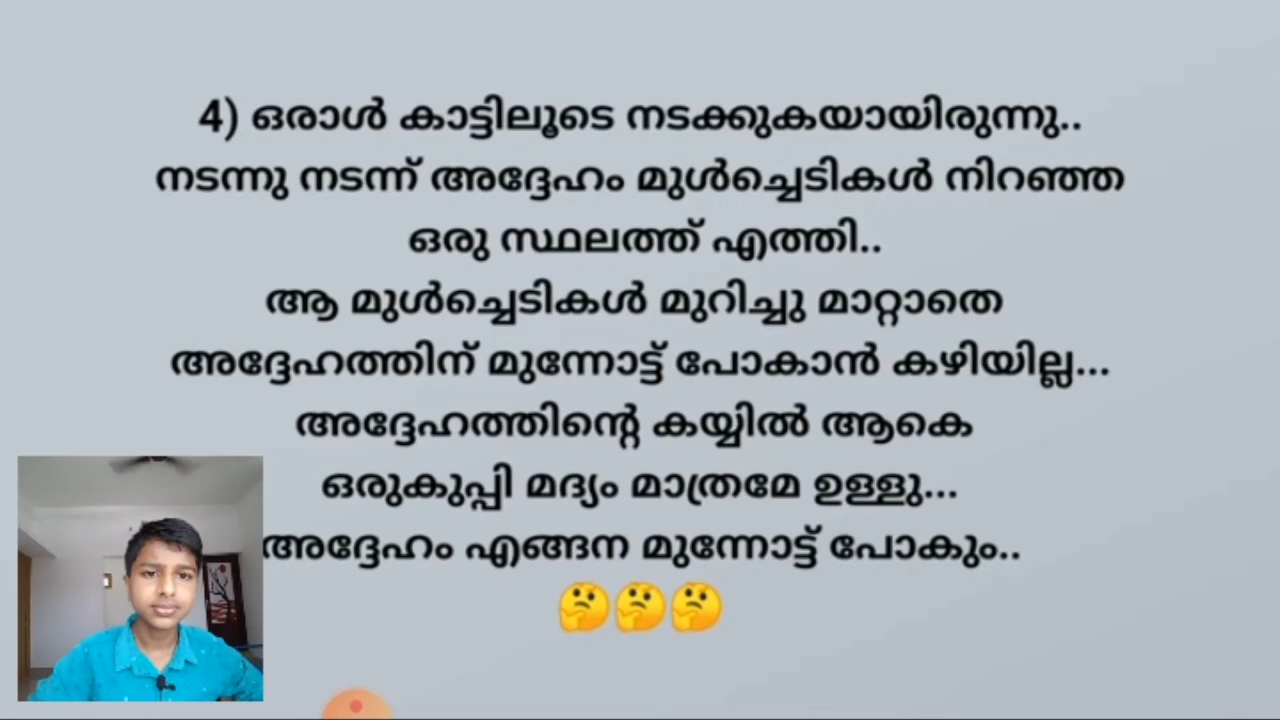 4) ഒരാൾ കാട്ടിലൂടെ നടക്കുകയായിരുന്നു..
നടന്നു നടന്ന് അദ്ദേഹം മുൾച്ചെടികൾ നിറഞ്ഞ
ഒരു സ്ഥലത്ത് എത്തി..
ആ മുൾച്ചെടികൾ മുറിച്ചു മാറ്റാതെ
അദ്ദേഹത്തിന് മുന്നോട്ട് പോകാൻ കഴിയില്ല...
അദ്ദേഹത്തിന്റെ കയ്യിൽ ആകെ
ഒരുകുപ്പി മദ്യം മാത്രമേ ഉള്ളു...
അദ്ദേഹം എങ്ങന മുന്നോട്ട് പോകും..
🤔🤔🤔